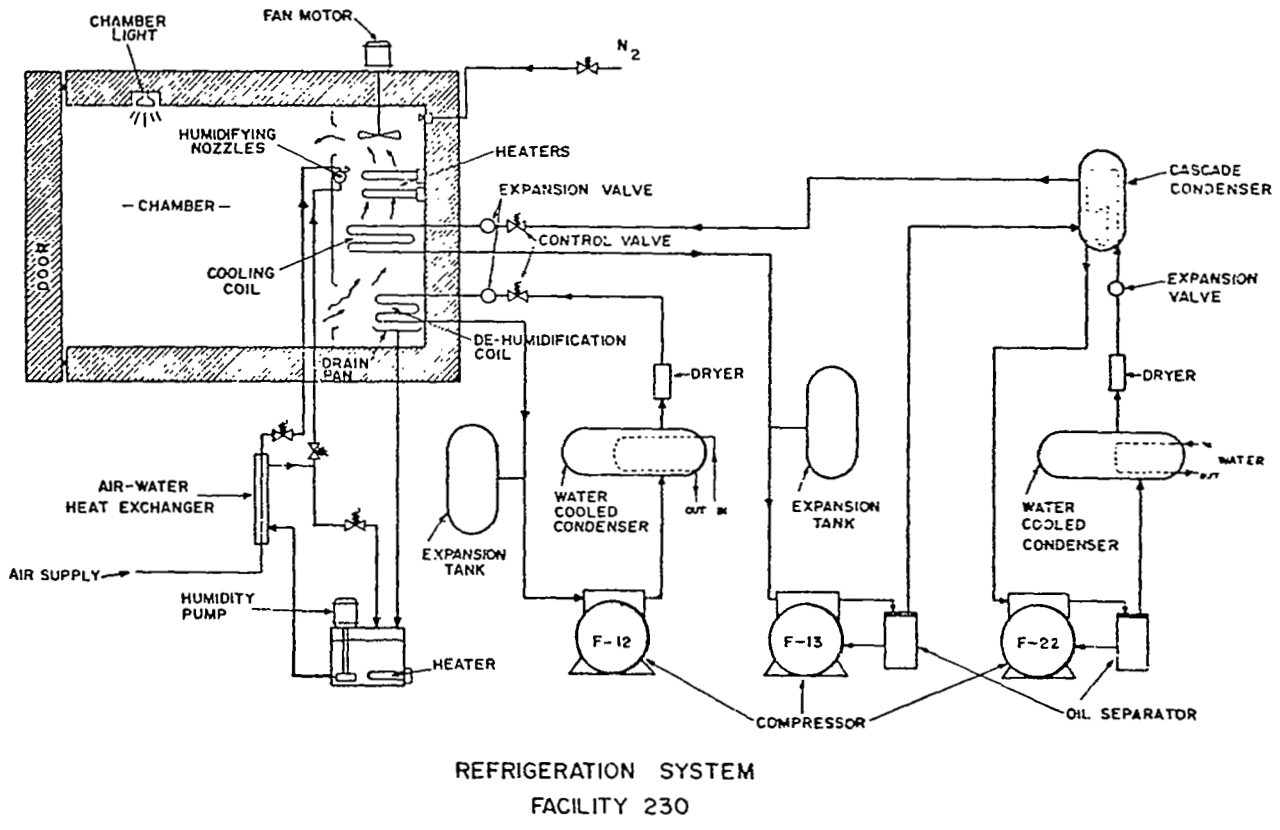 FAN MOTOR
CHAMBER
LIGHT
N2
HUMIDIFYING
NOZZLES
HEATERS
CASCADE
CONDENSER
EXPANSION VALVE
-CHAMBER-
CONTROL VALVE
DOOR
COOLING
COIL
EXPANSION
VALVE
DE-HUMIDIFICATION
COIL
DRAIN
PAN
DRYER
DRYER
AIR-WATER
HEAT EXCHANGER
WATER
COOLED
CONDENSER
OUT IN
EXPANSION
TANK
IN
WATER
OUT
WATER
COOLED
CONDENSER
EXPANSION
TANK
AIR SUPPLY
HUMIDITY
PUMP
HEATER
F-12
F-13
F-22
COMPRESSOR
OIL SEPARATOR
REFRIGERATION SYSTEM
FACILITY 230